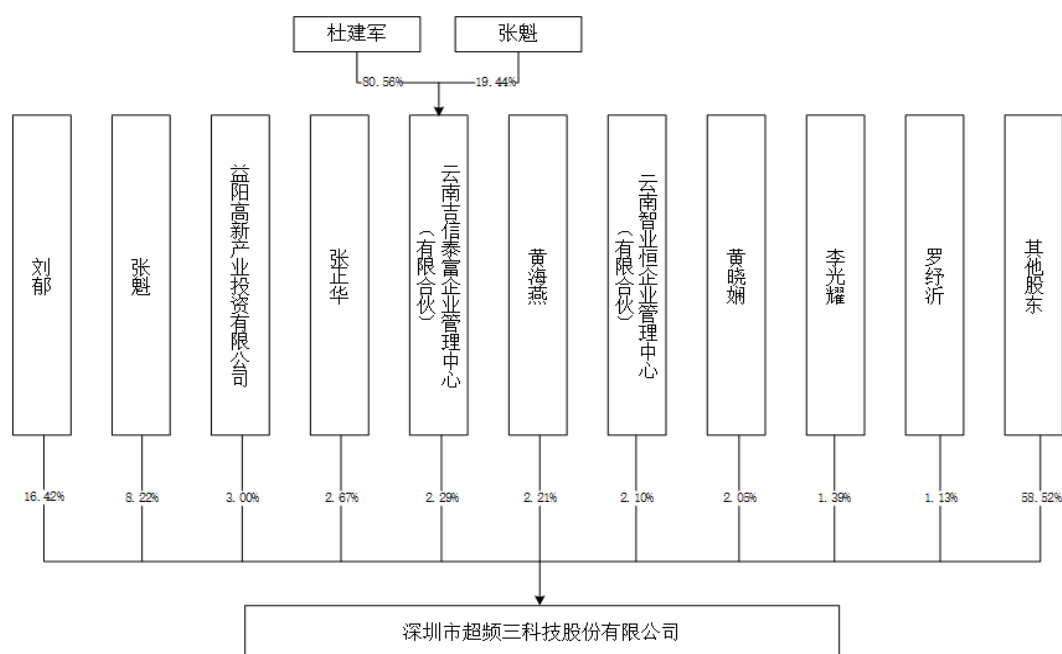 杜建军
张魁
80.56%
19.44%
刘郁
张魁
益阳高新产业投资有限公司
张正华
云南吉信泰富企业管理中心
（有限合伙）
黄海燕
云南智业恒企业管理中心
（有限合伙）
黄晓娴
李光耀
罗纾沂
其他股东
16.42%
8.22%
3.00%
2.67%
2.29%
2.21%
2.10%
2.05%
1.39%
1.13%
58.52%
深圳市超频三科技股份有限公司